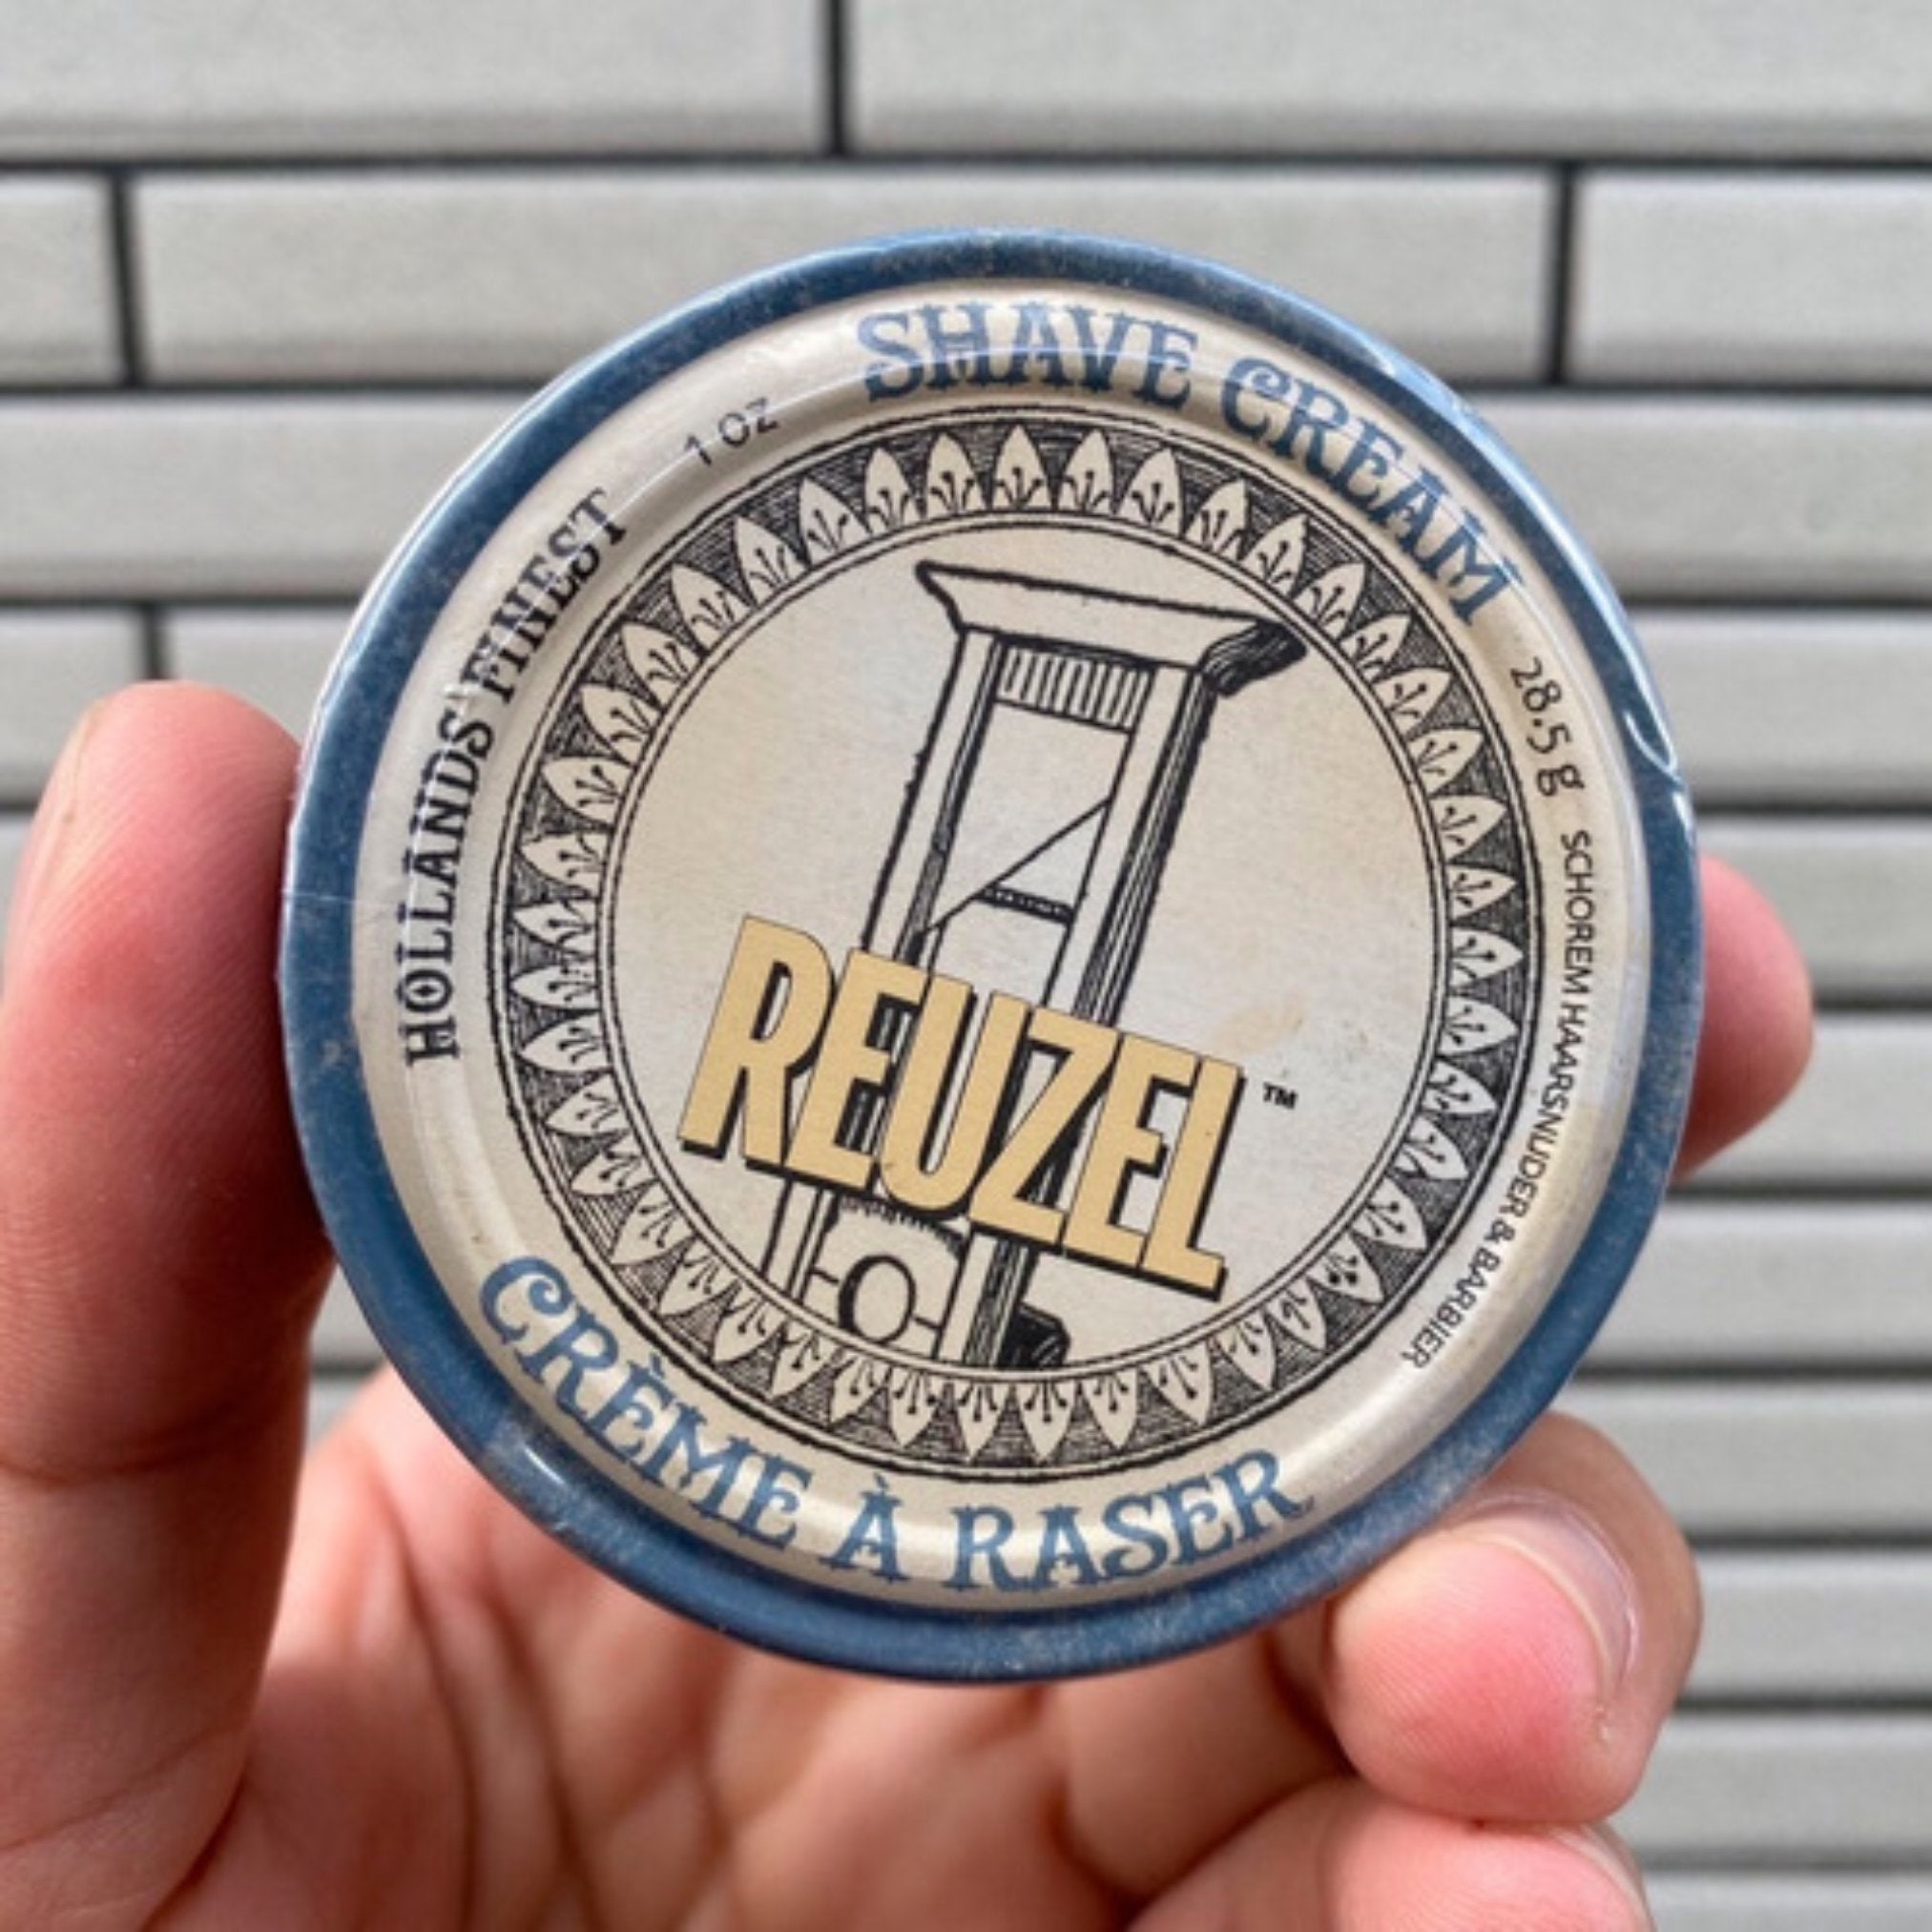 HOLLANDS' FINEST
1 OZ
SHAVE CREAM
28.5 g
SCHOREM HAARSNIJDER & BARBIER
REUZEL™
CRÈME À RASER